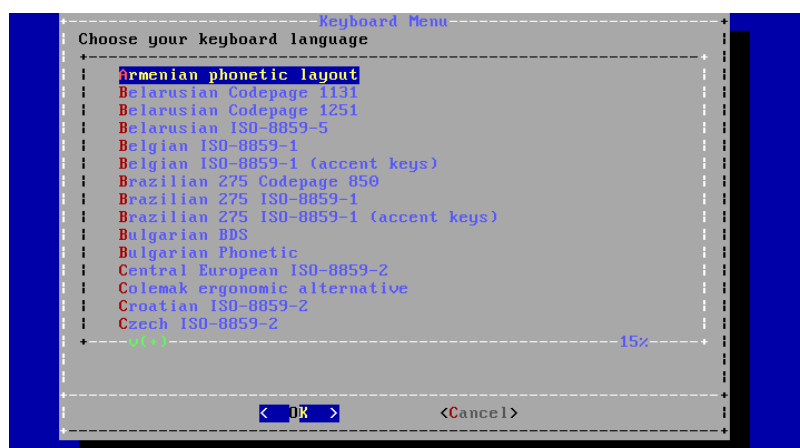 Keyboard Menu
Choose your keyboard language
Armenian phonetic layout
Belarusian Codepage 1131
Belarusian Codepage 1251
Belarusian ISO-8859-5
Belgian ISO-8859-1
Belgian ISO-8859-1 (accent keys)
Brazilian 275 Codepage 850
Brazilian 275 ISO-8859-1
Brazilian 275 ISO-8859-1 (accent keys)
Bulgarian BDS
Bulgarian Phonetic
Central European ISO-8859-2
Colemak ergonomic alternative
Croatian ISO-8859-2
Czech ISO-8859-2
v(+) 15%
< OK > <Cancel>